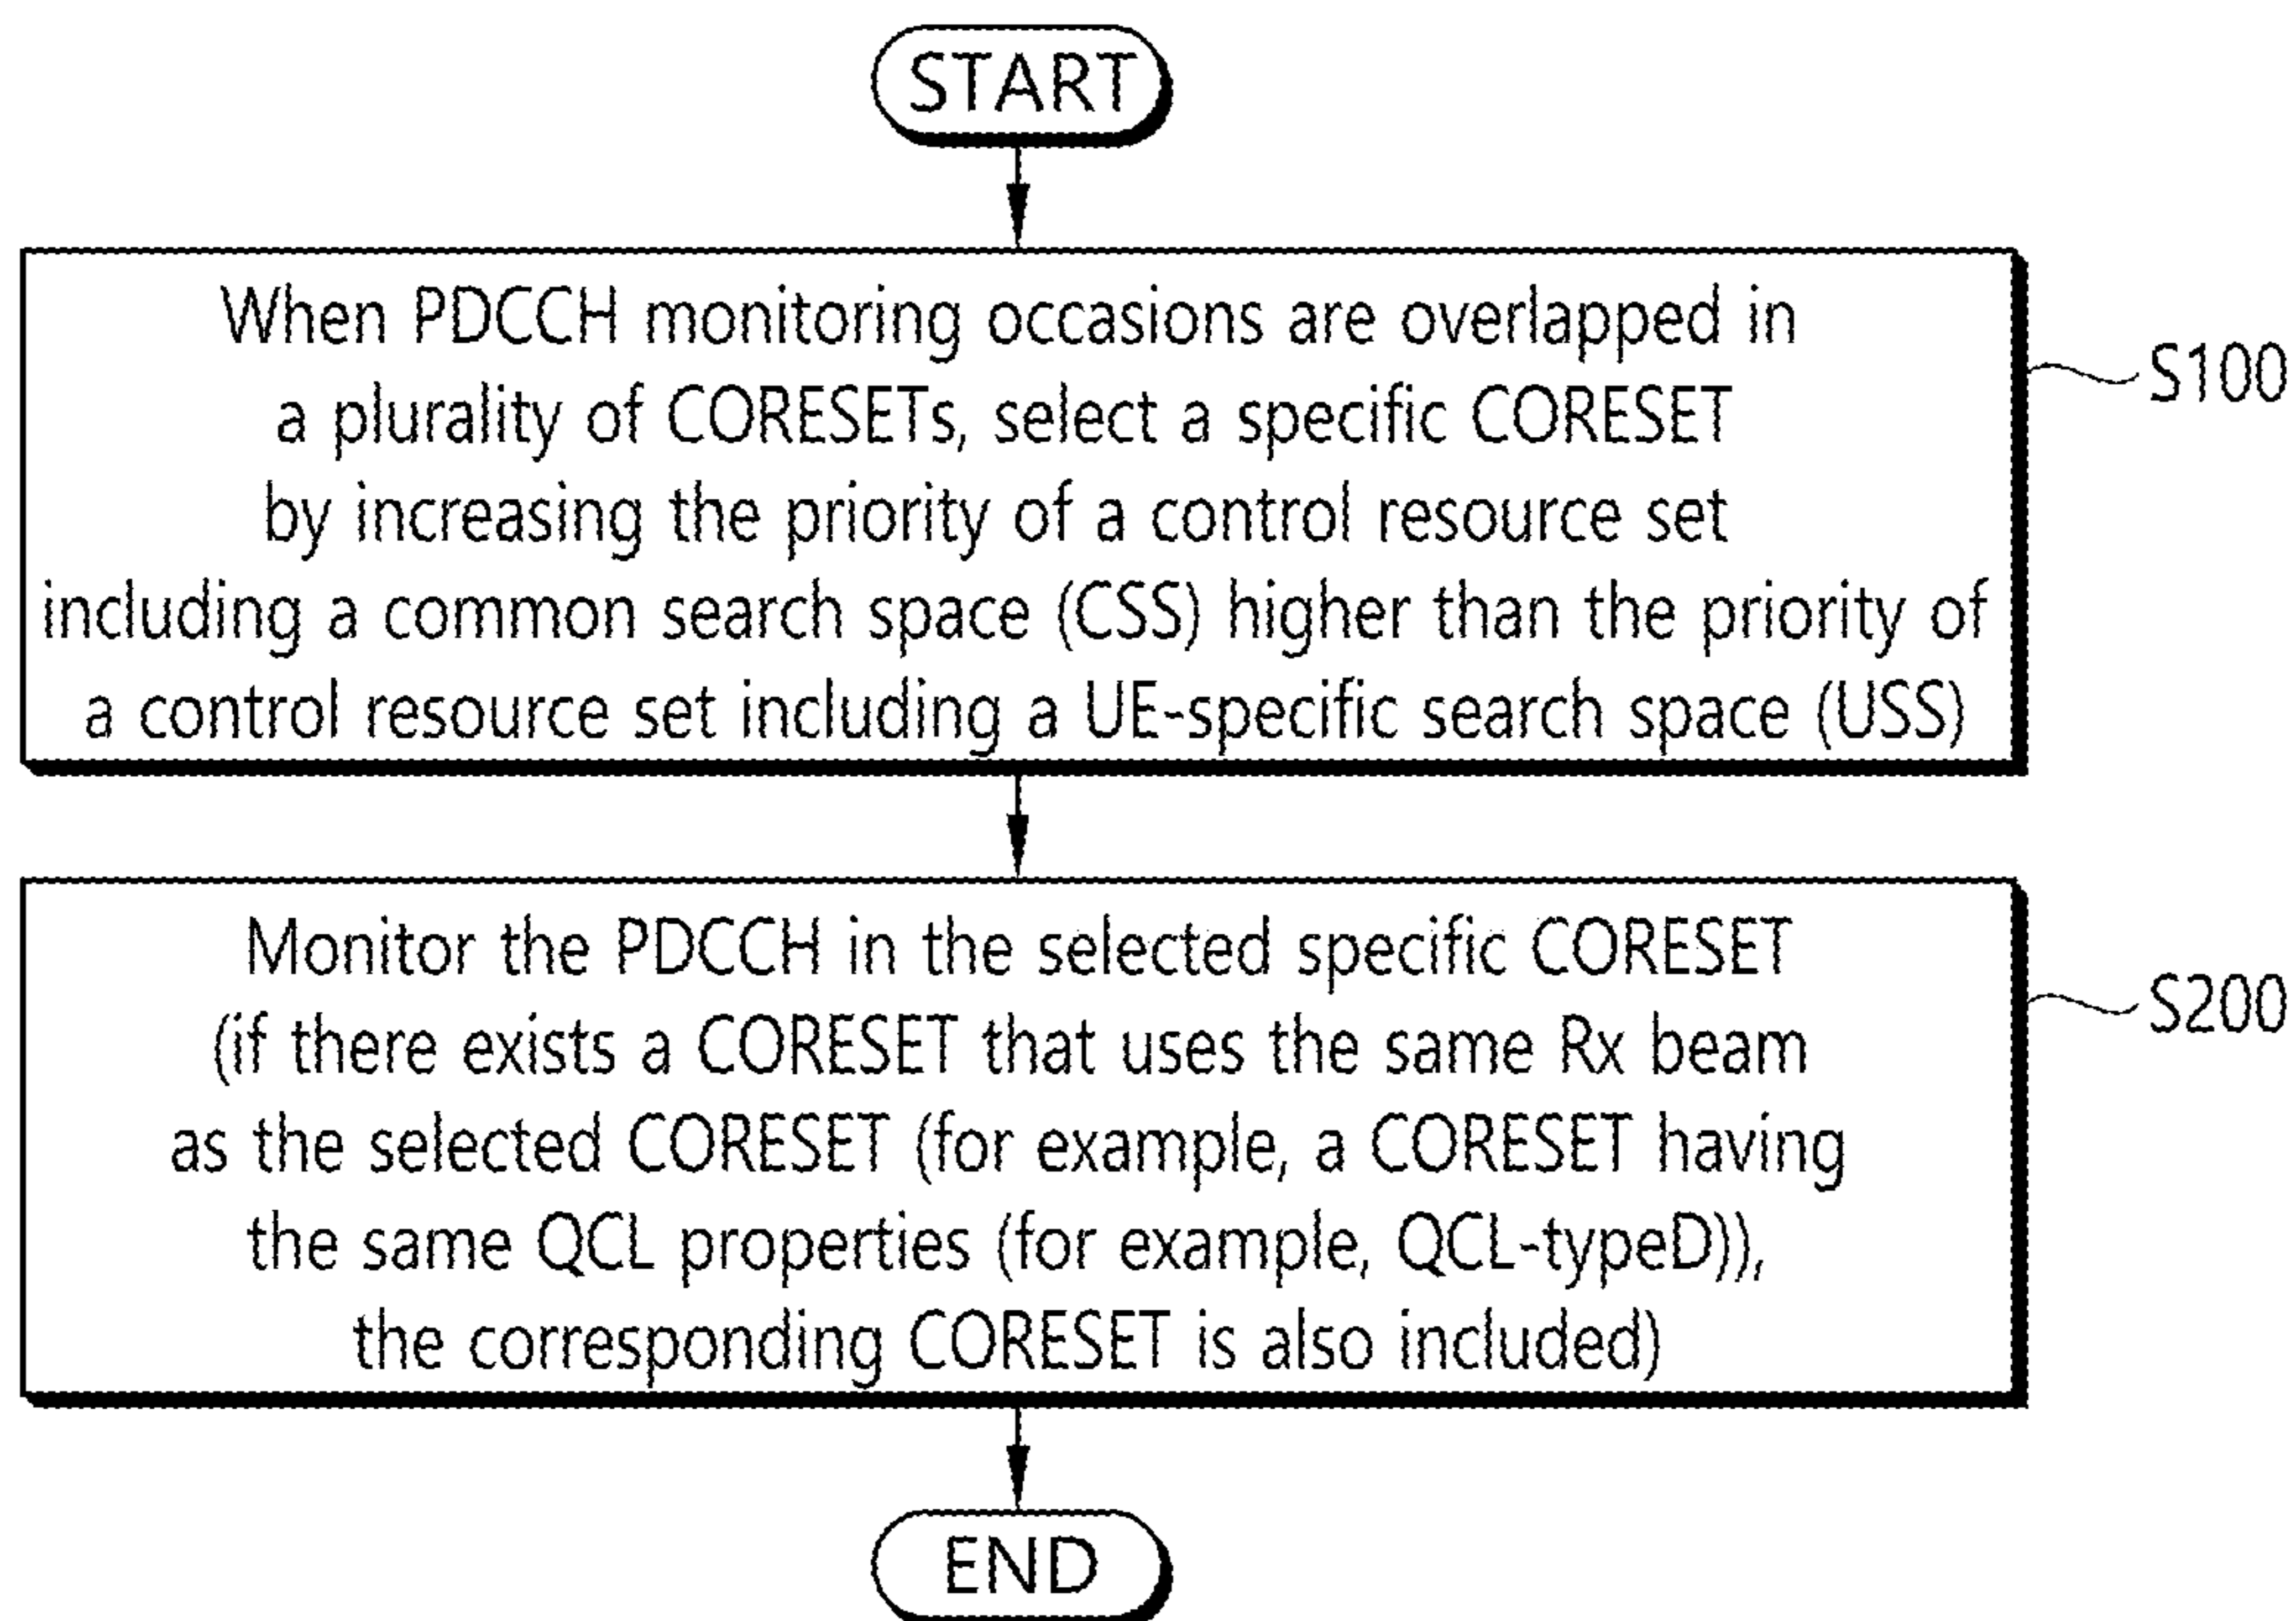 START
When PDCCH monitoring occasions are overlapped in
a plurality of CORESETs, select a specific CORESET
by increasing the priority of a control resource set
including a common search space (CSS) higher than the priority of
a control resource set including a UE-specific search space (USS)
S100
Monitor the PDCCH in the selected specific CORESET
(if there exists a CORESET that uses the same Rx beam
as the selected CORESET (for example, a CORESET having
the same QCL properties (for example, QCL-typeD)),
the corresponding CORESET is also included)
S200
END